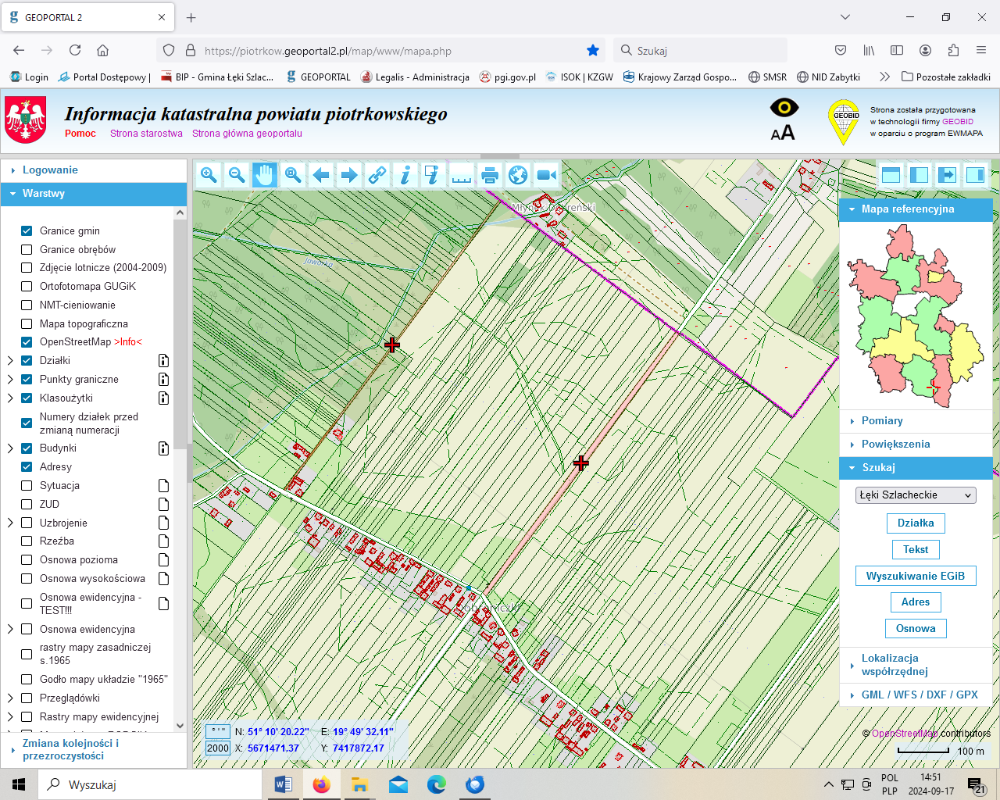 GEOPORTAL 2
https://piotrkow.geoportal2.pl/map/www/mapa.php
Szukaj
Login
Portal Dostępowy |
BIP - Gmina Łęki Szlac...
GEOPORTAL
Legalis - Administracja
pgi.gov.pl
ISOK | KZGW
Krajowy Zarząd Gospo...
SMSR
NID Zabytki
Pozostałe zakładki
Informacja katastralna powiatu piotrkowskiego
Pomoc Strona starostwa Strona główna geoportalu
AA
GEOBID
Strona została przygotowana
w technologii firmy GEOBID
w oparciu o program EWMAPA
Logowanie
Warstwy
Granice gmin
Granice obrębów
Zdjęcie lotnicze (2004-2009)
Ortofotomapa GUGiK
NMT-cieniowanie
Mapa topograficzna
OpenStreetMap >Info<
Działki
Punkty graniczne
Klasoużytki
Numery działek przed
zmianą numeracji
Budynki
Adresy
Sytuacja
ZUD
Uzbrojenie
Rzeźba
Osnowa pozioma
Osnowa wysokościowa
Osnowa ewidencyjna -
TEST!!!
Osnowa ewidencyjna
rastry mapy zasadniczej
s.1965
Godło mapy układzie "1965"
Przeglądówki
Rastry mapy ewidencyjnej
Zmiana kolejności i
przezroczystości
Jaworka
° ' "
N: 51° 10' 20.22" E: 19° 49' 32.11"
2000
X: 5671471.37 Y: 7417872.17
Mapa referencyjna
Pomiary
Powiększenia
Szukaj
Łęki Szlacheckie
Działka
Tekst
Wyszukiwanie EGiB
Adres
Osnowa
Lokalizacja
współrzędnej
GML / WFS / DXF / GPX
© OpenStreetMap contributors
100 m
Wyszukaj
POL
PLP
14:51
2024-09-17
21